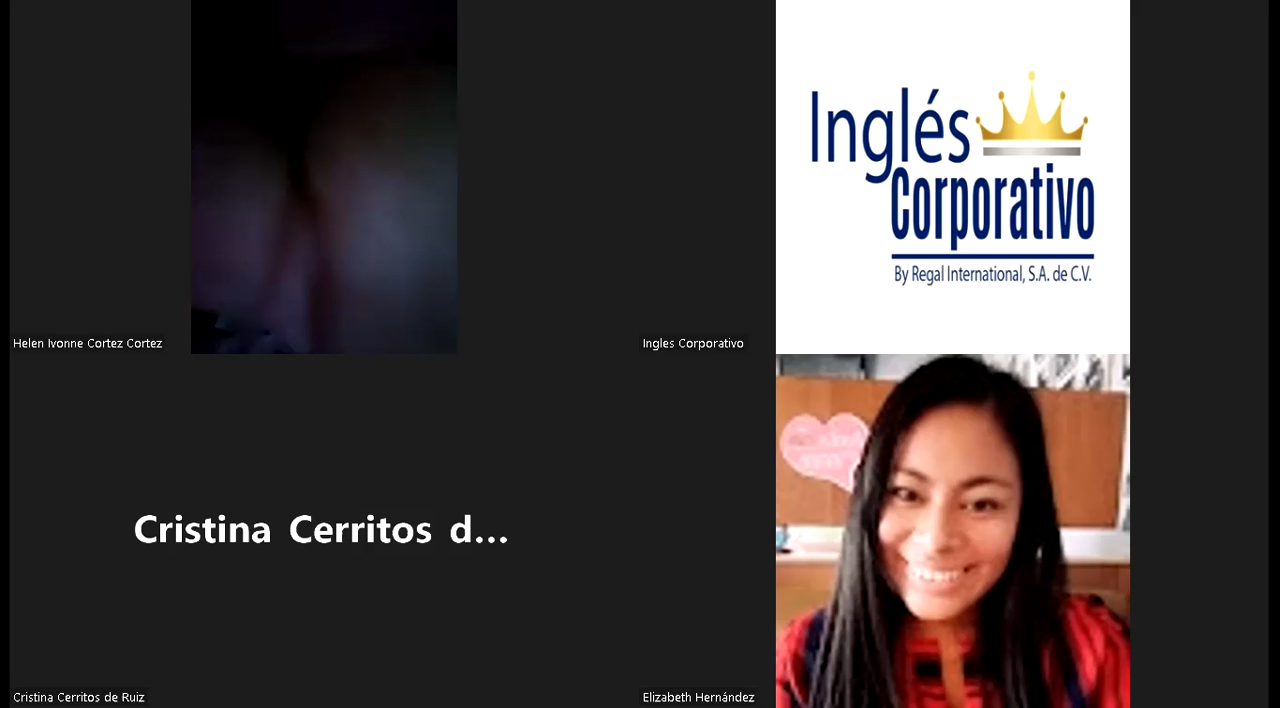 Inglés
Corporativo
By Regal International, S.A. de C.V.
Helen Ivonne Cortez Cortez
Ingles Corporativo
Cristina Cerritos d...
Cristina Cerritos de Ruiz
Elizabeth Hernández